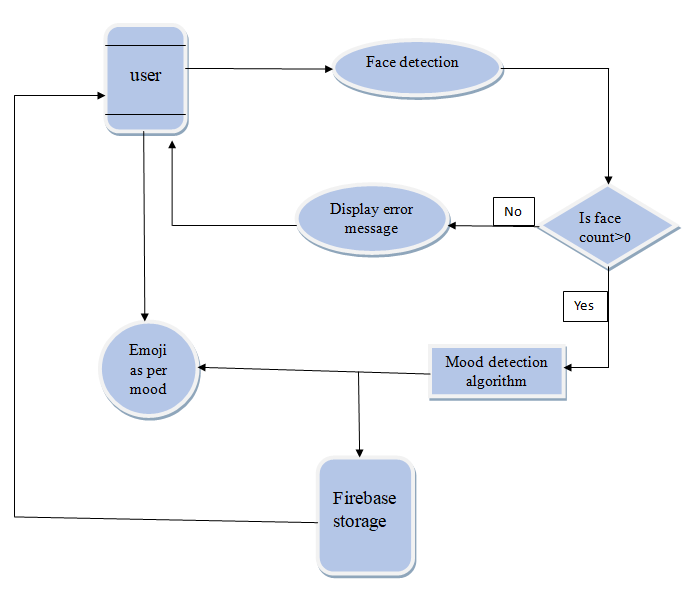 user
Face detection
Display error
message
No
Is face
count>0
Yes
Emoji
as per
mood
Mood detection
algorithm
Firebase
storage